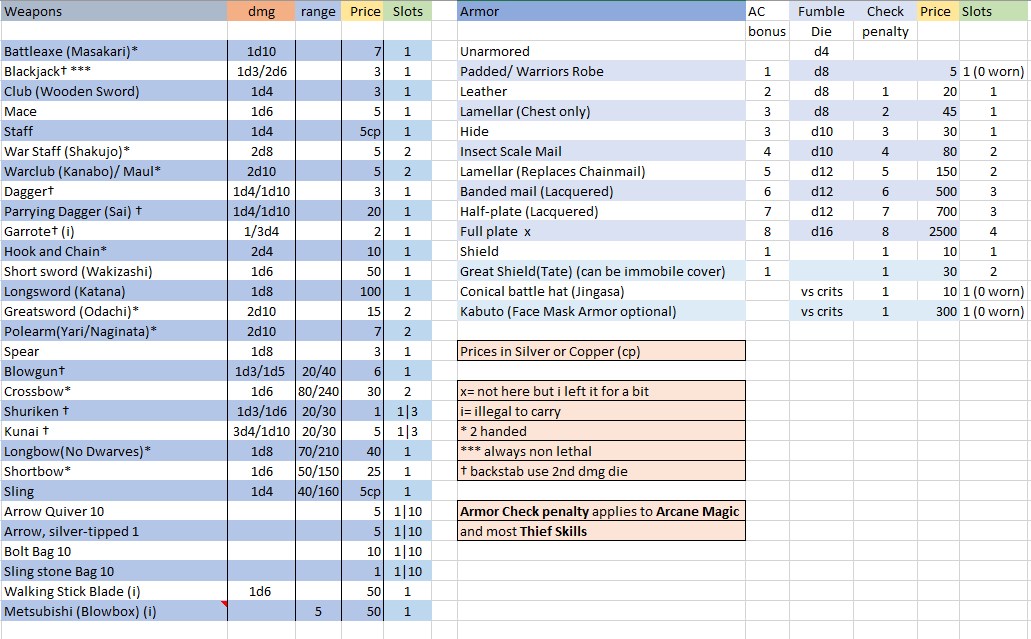 Weapons dmg range Price Slots Armor AC Fumble Check Price Slots
bonus Die penalty
Battleaxe (Masakari)* 1d10 7 1 Unarmored d4
Blackjack† *** 1d3/2d6 3 1 Padded/ Warriors Robe 1 d8 5 1 (0 worn)
Club (Wooden Sword) 1d4 3 1 Leather 2 d8 1 20 1
Mace 1d6 5 1 Lamellar (Chest only) 3 d8 2 45 1
Staff 1d4 5cp 1 Hide 3 d10 3 30 1
War Staff (Shakujo)* 2d8 5 2 Insect Scale Mail 4 d10 4 80 2
Warclub (Kanabo)/ Maul* 2d10 5 2 Lamellar (Replaces Chainmail) 5 d12 5 150 2
Dagger† 1d4/1d10 3 1 Banded mail (Lacquered) 6 d12 6 500 3
Parrying Dagger (Sai) † 1d4/1d10 20 1 Half-plate (Lacquered) 7 d12 7 700 3
Garrote† (i) 1/3d4 2 1 Full plate x 8 d16 8 2500 4
Hook and Chain* 2d4 10 1 Shield 1 1 10 1
Short sword (Wakizashi) 1d6 50 1 Great Shield(Tate) (can be immobile cover) 1 1 30 2
Longsword (Katana) 1d8 100 1 Conical battle hat (Jingasa) vs crits 1 10 1 (0 worn)
Greatsword (Odachi)* 2d10 15 2 Kabuto (Face Mask Armor optional) vs crits 1 300 1 (0 worn)
Polearm(Yari/Naginata)* 2d10 7 2
Spear 1d8 3 1 Prices in Silver or Copper (cp)
Blowgun† 1d3/1d5 20/40 6 1
Crossbow* 1d6 80/240 30 2 x= not here but i left it for a bit
Shuriken † 1d3/1d6 20/30 1 1|3 i= illegal to carry
Kunai † 3d4/1d10 20/30 5 1|3 * 2 handed
Longbow(No Dwarves)* 1d8 70/210 40 1 *** always non lethal
Shortbow* 1d6 50/150 25 1 † backstab use 2nd dmg die
Sling 1d4 40/160 5cp 1
Arrow Quiver 10 5 1|10 Armor Check penalty applies to Arcane Magic
Arrow, silver-tipped 1 5 1|10 and most Thief Skills
Bolt Bag 10 10 1|10
Sling stone Bag 10 1 1|10
Walking Stick Blade (i) 1d6 50 1
Metsubishi (Blowbox) (i) 5 50 1